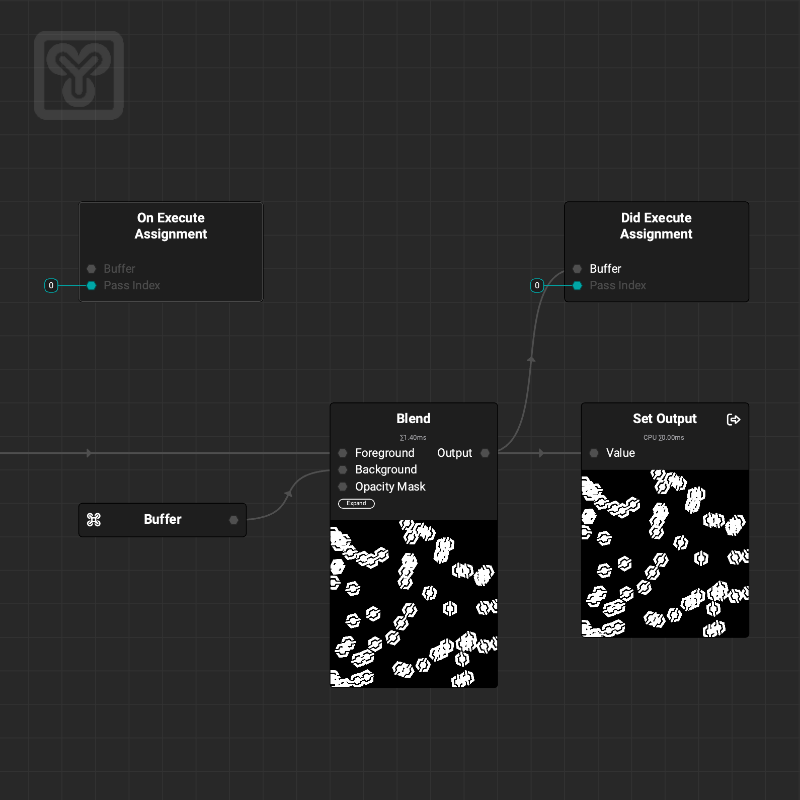 On Execute
Assignment
Buffer
0
Pass Index
Did Execute
Assignment
Buffer
0
Pass Index
Blend
∑1.40ms
Foreground
Output
Background
Opacity Mask
Expand
Set Output
CPU ∑0.00ms
Value
Buffer